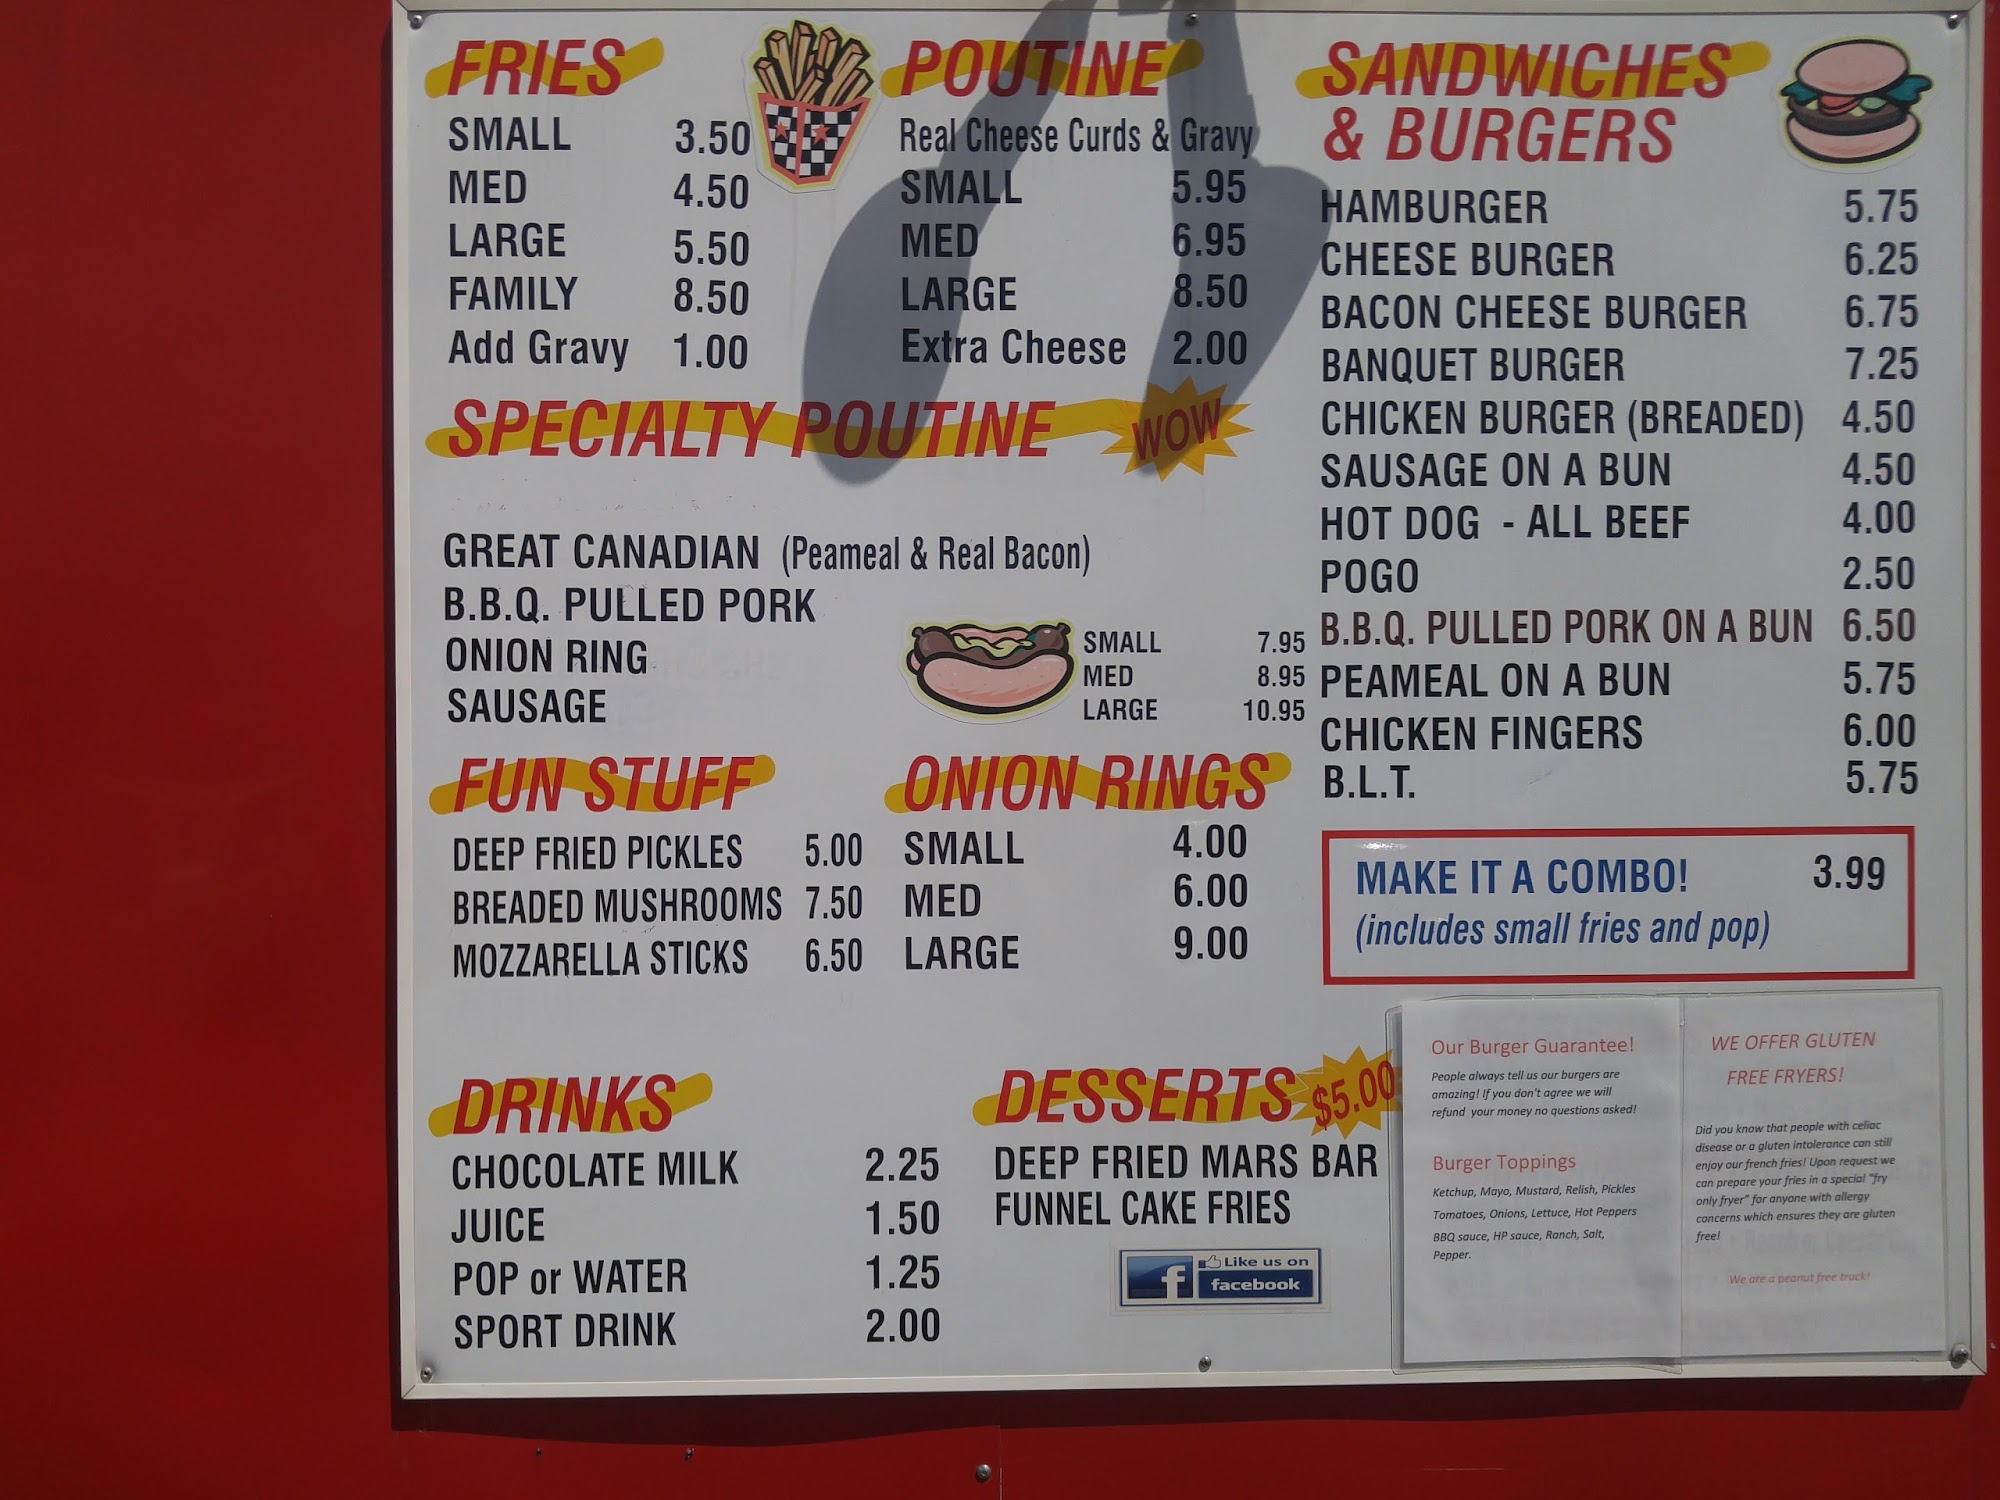 FRIES
SMALL 3.50
MED 4.50
LARGE 5.50
FAMILY 8.50
Add Gravy 1.00
POUTINE
Real Cheese Curds & Gravy
SMALL 5.95
MED 6.95
LARGE 8.50
Extra Cheese 2.00
SPECIALTY POUTINE WOW
GREAT CANADIAN (Peameal & Real Bacon)
B.B.Q. PULLED PORK
ONION RING
SAUSAGE
SMALL 7.95
MED 8.95
LARGE 10.95
FUN STUFF
DEEP FRIED PICKLES 5.00
BREADED MUSHROOMS 7.50
MOZZARELLA STICKS 6.50
ONION RINGS
SMALL 4.00
MED 6.00
LARGE 9.00
DRINKS
CHOCOLATE MILK 2.25
JUICE 1.50
POP or WATER 1.25
SPORT DRINK 2.00
DESSERTS $5.00
DEEP FRIED MARS BAR
FUNNEL CAKE FRIES
f Like us on
facebook
SANDWICHES
& BURGERS
HAMBURGER 5.75
CHEESE BURGER 6.25
BACON CHEESE BURGER 6.75
BANQUET BURGER 7.25
CHICKEN BURGER (BREADED) 4.50
SAUSAGE ON A BUN 4.50
HOT DOG - ALL BEEF 4.00
POGO 2.50
B.B.Q. PULLED PORK ON A BUN 6.50
PEAMEAL ON A BUN 5.75
CHICKEN FINGERS 6.00
B.L.T. 5.75
MAKE IT A COMBO! 3.99
(includes small fries and pop)
Our Burger Guarantee!
People always tell us our burgers are
amazing! If you don't agree we will
refund your money no questions asked!
Burger Toppings
Ketchup, Mayo, Mustard, Relish, Pickles
Tomatoes, Onions, Lettuce, Hot Peppers
BBQ sauce, HP sauce, Ranch, Salt,
Pepper.
WE OFFER GLUTEN
FREE FRYERS!
Did you know that people with celiac
disease or a gluten intolerance can still
enjoy our french fries! Upon request we
can prepare your fries in a special "fry
only fryer" for anyone with allergy
concerns which ensures they are gluten
free!
We are a peanut free truck!